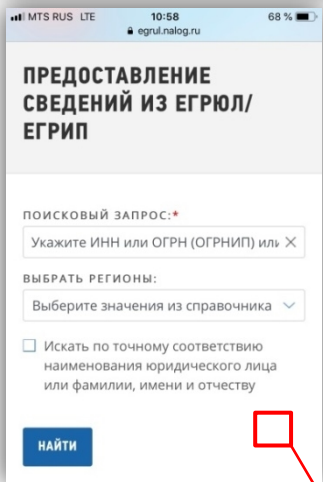 MTS RUS LTE 10:58 68 %
egrul.nalog.ru
ПРЕДОСТАВЛЕНИЕ
СВЕДЕНИЙ ИЗ ЕГРЮЛ/
ЕГРИП
ПОИСКОВЫЙ ЗАПРОС:*
Укажите ИНН или ОГРН (ОГРНИП) или
ВЫБРАТЬ РЕГИОНЫ:
Выберите значения из справочника
Искать по точному соответствию
наименования юридического лица
или фамилии, имени и отчеству
НАЙТИ